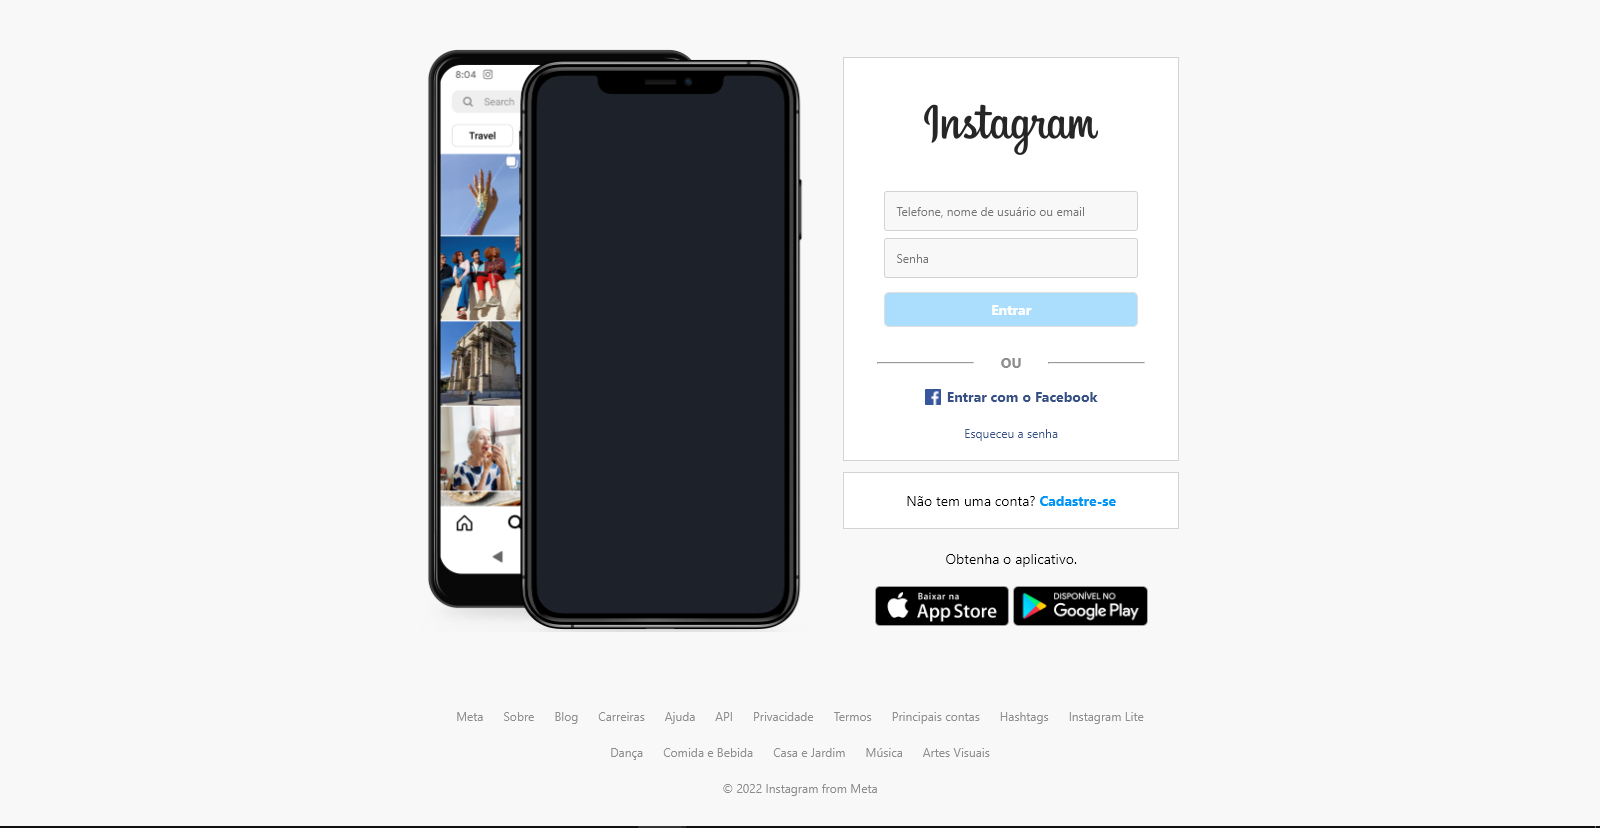 8:04
Search
Travel
Instagram
Telefone, nome de usuário ou email
Senha
Entrar
OU
Entrar com o Facebook
Esqueceu a senha
Não tem uma conta? Cadastre-se
Obtenha o aplicativo.
Baixar na
App Store
DISPONÍVEL NO
Google Play
Meta Sobre Blog Carreiras Ajuda API Privacidade Termos Principais contas Hashtags Instagram Lite
Dança Comida e Bebida Casa e Jardim Música Artes Visuais
© 2022 Instagram from Meta